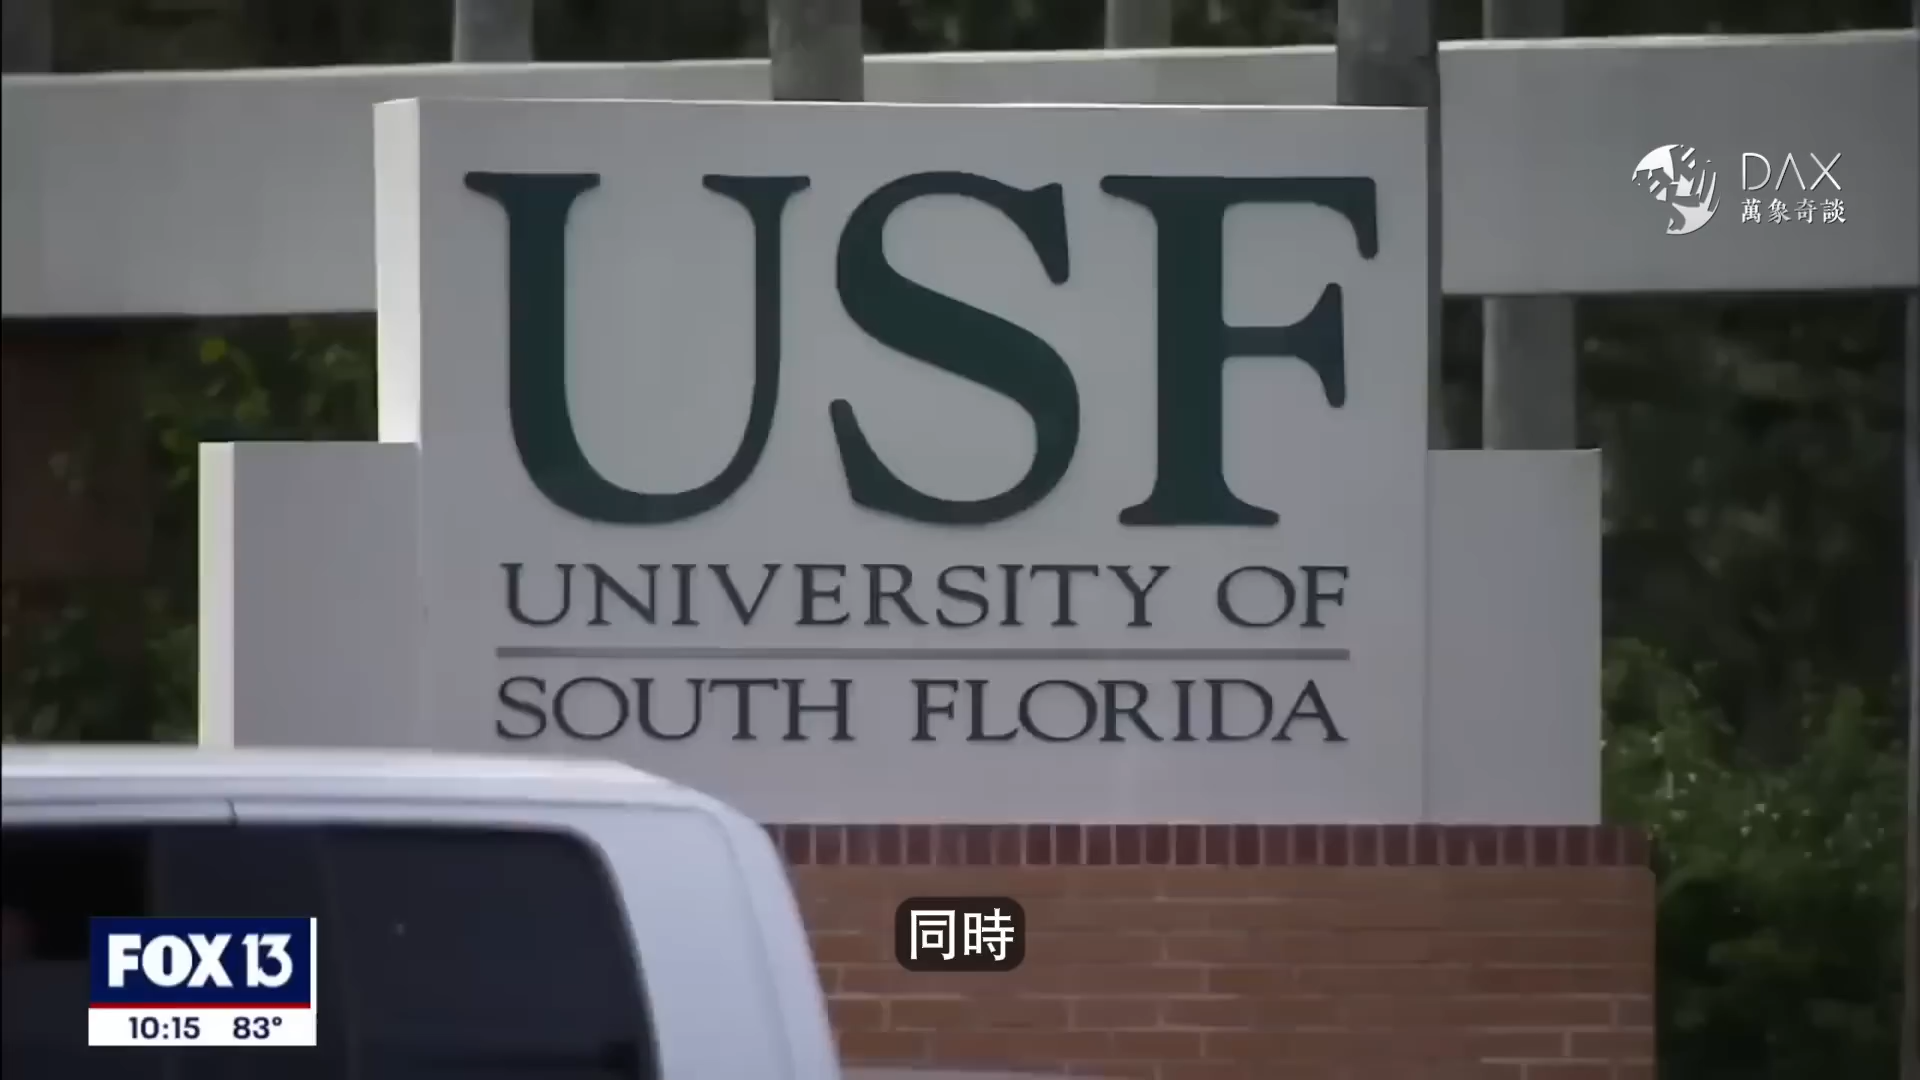 USF
UNIVERSITY OF
SOUTH FLORIDA
DAX
萬象奇談
同時
FOX 13
10:15 83°